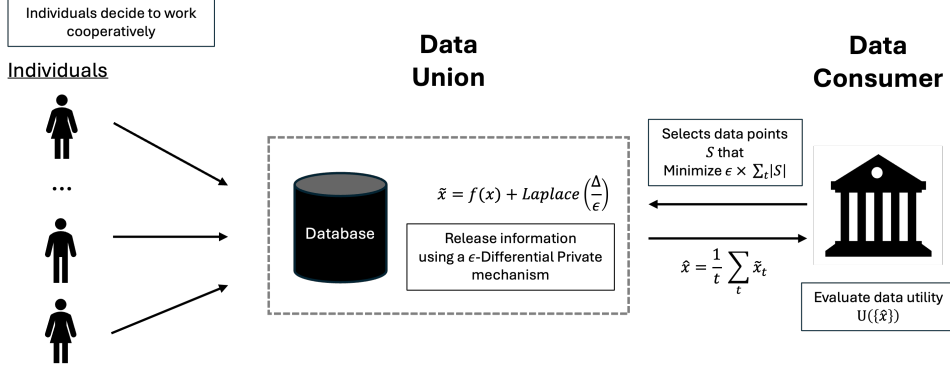 Individuals decide to work
cooperatively
Individuals
...
Data
Union
Database
x̃ = f(x) + Laplace (Δ/ϵ)
Release information
using a ϵ-Differential Private
mechanism
Data
Consumer
Selects data points
S that
Minimize ϵ × ∑ₜ|S|
x̂ = 1/t ∑ₜ x̃ₜ
Evaluate data utility
U({x̂})